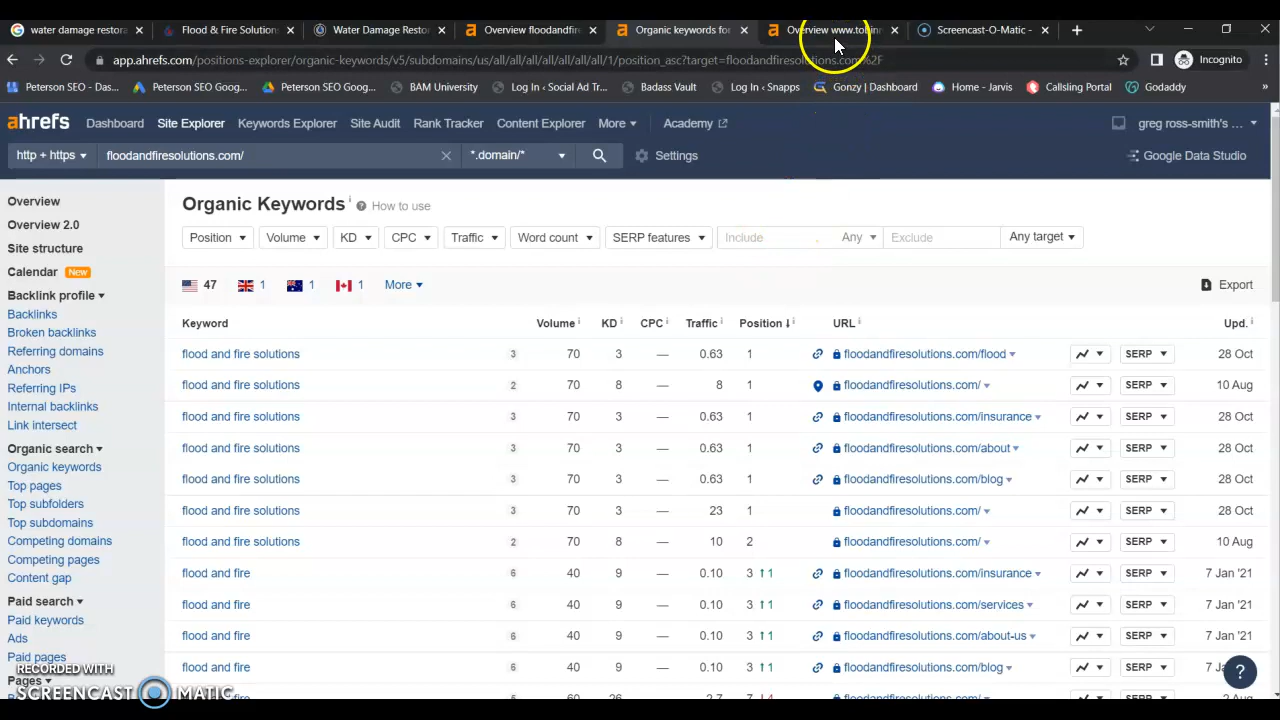 water damage restora Flood & Fire Solutions Water Damage Resto Overview floodandfire Organic keywords fo Overview www.tobinr Screencast-O-Matic -
app.ahrefs.com/positions-explorer/organic-keywords/v5/subdomains/us/all/all/all/all/all/all/1/position_asc?target=floodandfiresolutions.com%2F Incognito
Peterson SEO - Das... Peterson SEO Goog... Peterson SEO Goog... BAM University Log In ‹ Social Ad Tr... Badass Vault Log In ‹ Snapps Gonzy | Dashboard Home - Jarvis Callsling Portal Godaddy »
ahrefs Dashboard Site Explorer Keywords Explorer Site Audit Rank Tracker Content Explorer More Academy greg ross-smith's ...
http + https floodandfiresolutions.com/ *.domain/* Settings Google Data Studio
Overview
Overview 2.0
Site structure
Calendar New
Backlink profile
Backlinks
Broken backlinks
Referring domains
Anchors
Referring IPs
Internal backlinks
Link intersect
Organic search
Organic keywords
Top pages
Top subfolders
Top subdomains
Competing domains
Competing pages
Content gap
Paid search
Paid keywords
Ads
Paid pages
Pages
Organic Keywords How to use
Position Volume KD CPC Traffic Word count SERP features Include Any Exclude Any target
47 1 1 1 More Export
Keyword Volume KD CPC Traffic Position URL Upd.
flood and fire solutions 3 70 3 — 0.63 1 floodandfiresolutions.com/flood SERP 28 Oct
flood and fire solutions 2 70 8 — 8 1 floodandfiresolutions.com/ SERP 10 Aug
flood and fire solutions 3 70 3 — 0.63 1 floodandfiresolutions.com/insurance SERP 28 Oct
flood and fire solutions 3 70 3 — 0.63 1 floodandfiresolutions.com/about SERP 28 Oct
flood and fire solutions 3 70 3 — 0.63 1 floodandfiresolutions.com/blog SERP 28 Oct
flood and fire solutions 3 70 3 — 23 1 floodandfiresolutions.com/ SERP 28 Oct
flood and fire solutions 2 70 8 — 10 2 floodandfiresolutions.com/ SERP 10 Aug
flood and fire 6 40 9 — 0.10 3 ↑1 floodandfiresolutions.com/insurance SERP 7 Jan '21
flood and fire 6 40 9 — 0.10 3 ↑1 floodandfiresolutions.com/services SERP 7 Jan '21
flood and fire 6 40 9 — 0.10 3 ↑1 floodandfiresolutions.com/about-us SERP 7 Jan '21
flood and fire 6 40 9 — 0.10 3 ↑1 floodandfiresolutions.com/blog SERP 7 Ja
RECORDED WITH
SCREENCAST MATIC
?